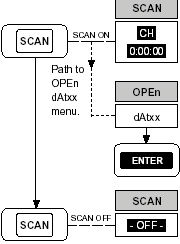 SCAN
SCAN
SCAN ON
CH
0:00:00
Path to
OPEn
dAtxx
menu.
OPEn
dAtxx
ENTER
SCAN
SCAN
SCAN OFF
- OFF -